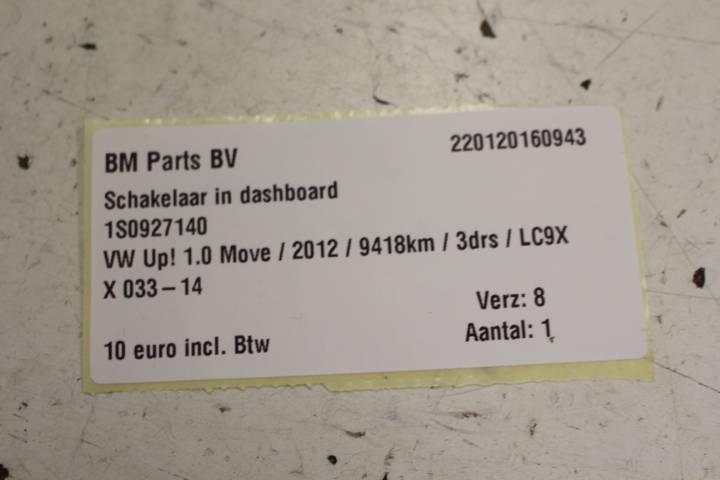 BM Parts BV 220120160943
Schakelaar in dashboard
1S0927140
VW Up! 1.0 Move / 2012 / 9418km / 3drs / LC9X
X 033-14
Verz: 8
10 euro incl. Btw Aantal: 1